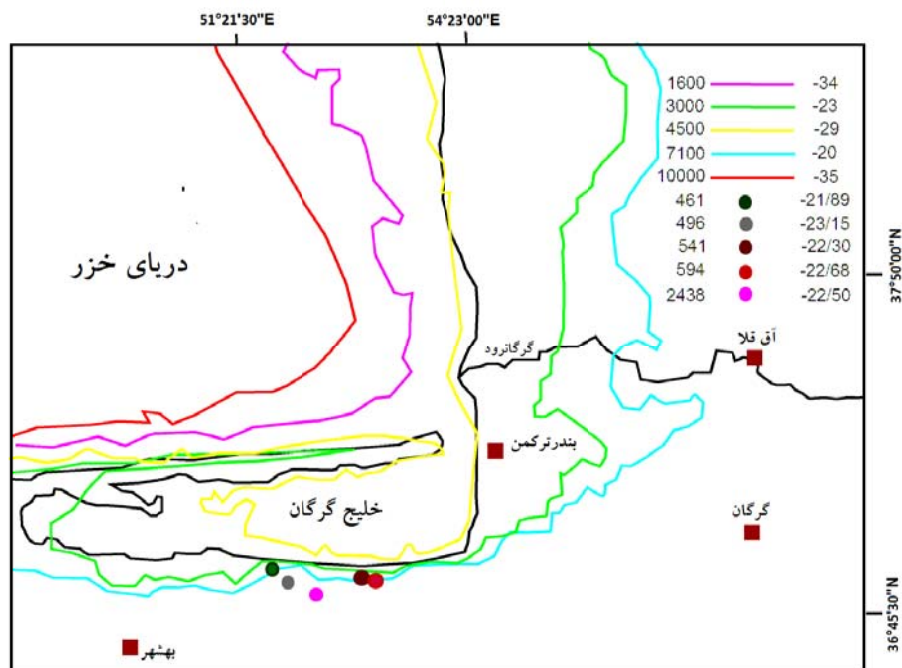 51°21'30"E 54°23'00"E
1600 -34
3000 -23
4500 -29
7100 -20
10000 -35
461 -21/89
496 -23/15
541 -22/30
594 -22/68
2438 -22/50
دریای خزر
37°50'00"N
گرگانرود
آق قلا
بندرترکمن
خلیج گرگان
گرگان
36°45'30"N
بهشهر